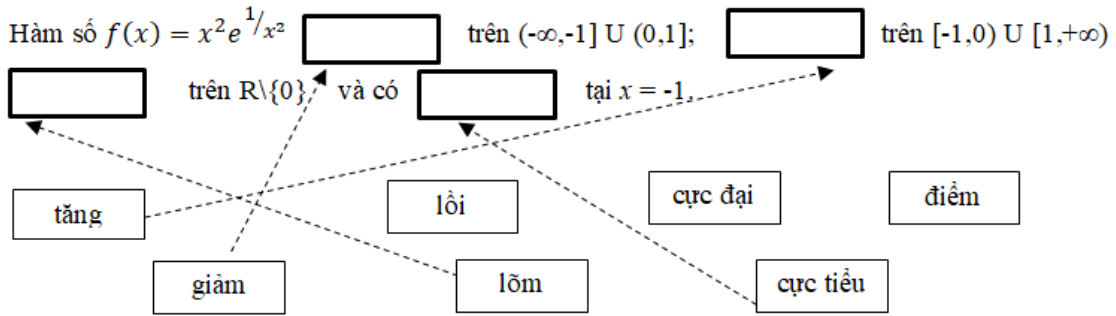 Hàm số f(x) = x²e^1/x² trên (-∞,-1] U (0,1]; trên [-1,0) U [1,+∞)
trên R\{0} và có tại x = -1.
tăng lồi cực đại điểm
giảm lõm cực tiểu